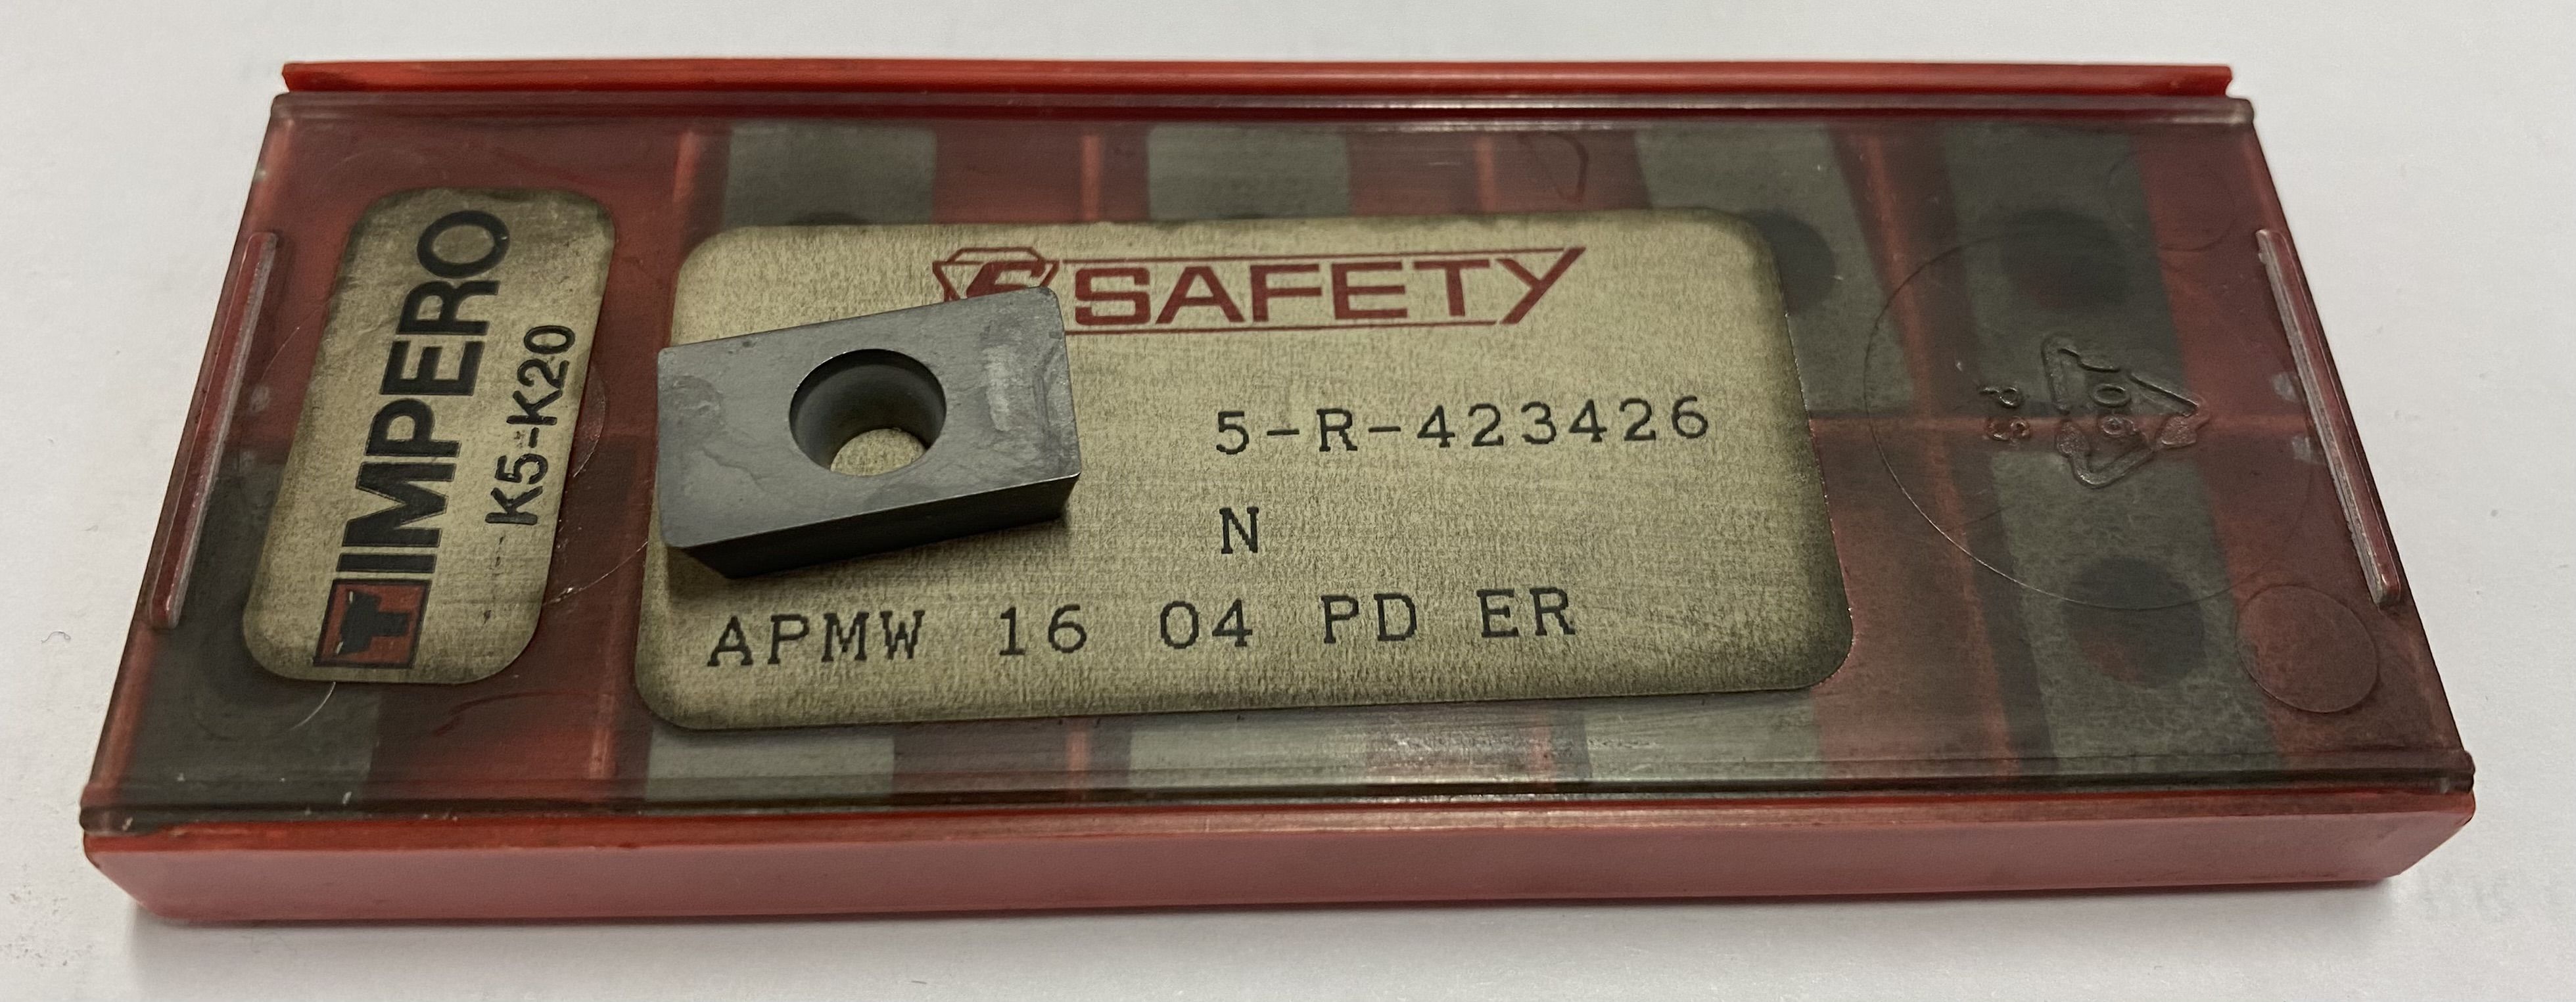 IMPERO
K5-K20
SAFETY
5-R-423426
N
APMW 16 04 PD ER